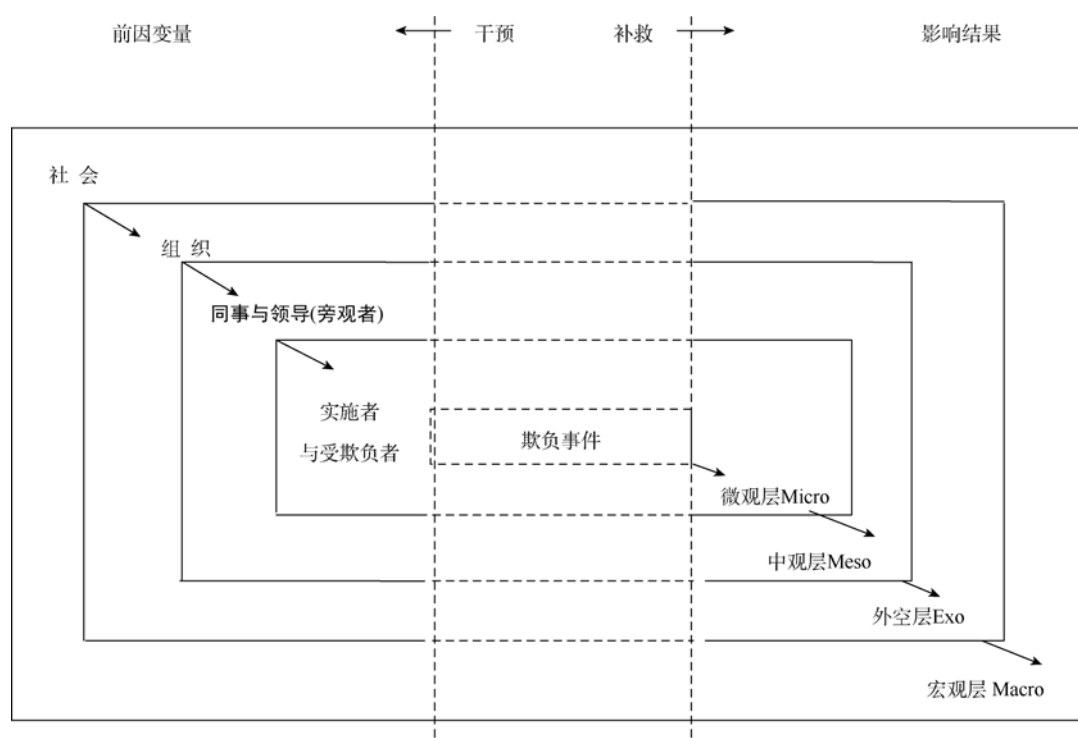 前因变量
干预
补救
影响结果
社 会
组 织
同事与领导(旁观者)
实施者
与受欺负者
欺负事件
微观层Micro
中观层Meso
外空层Exo
宏观层 Macro